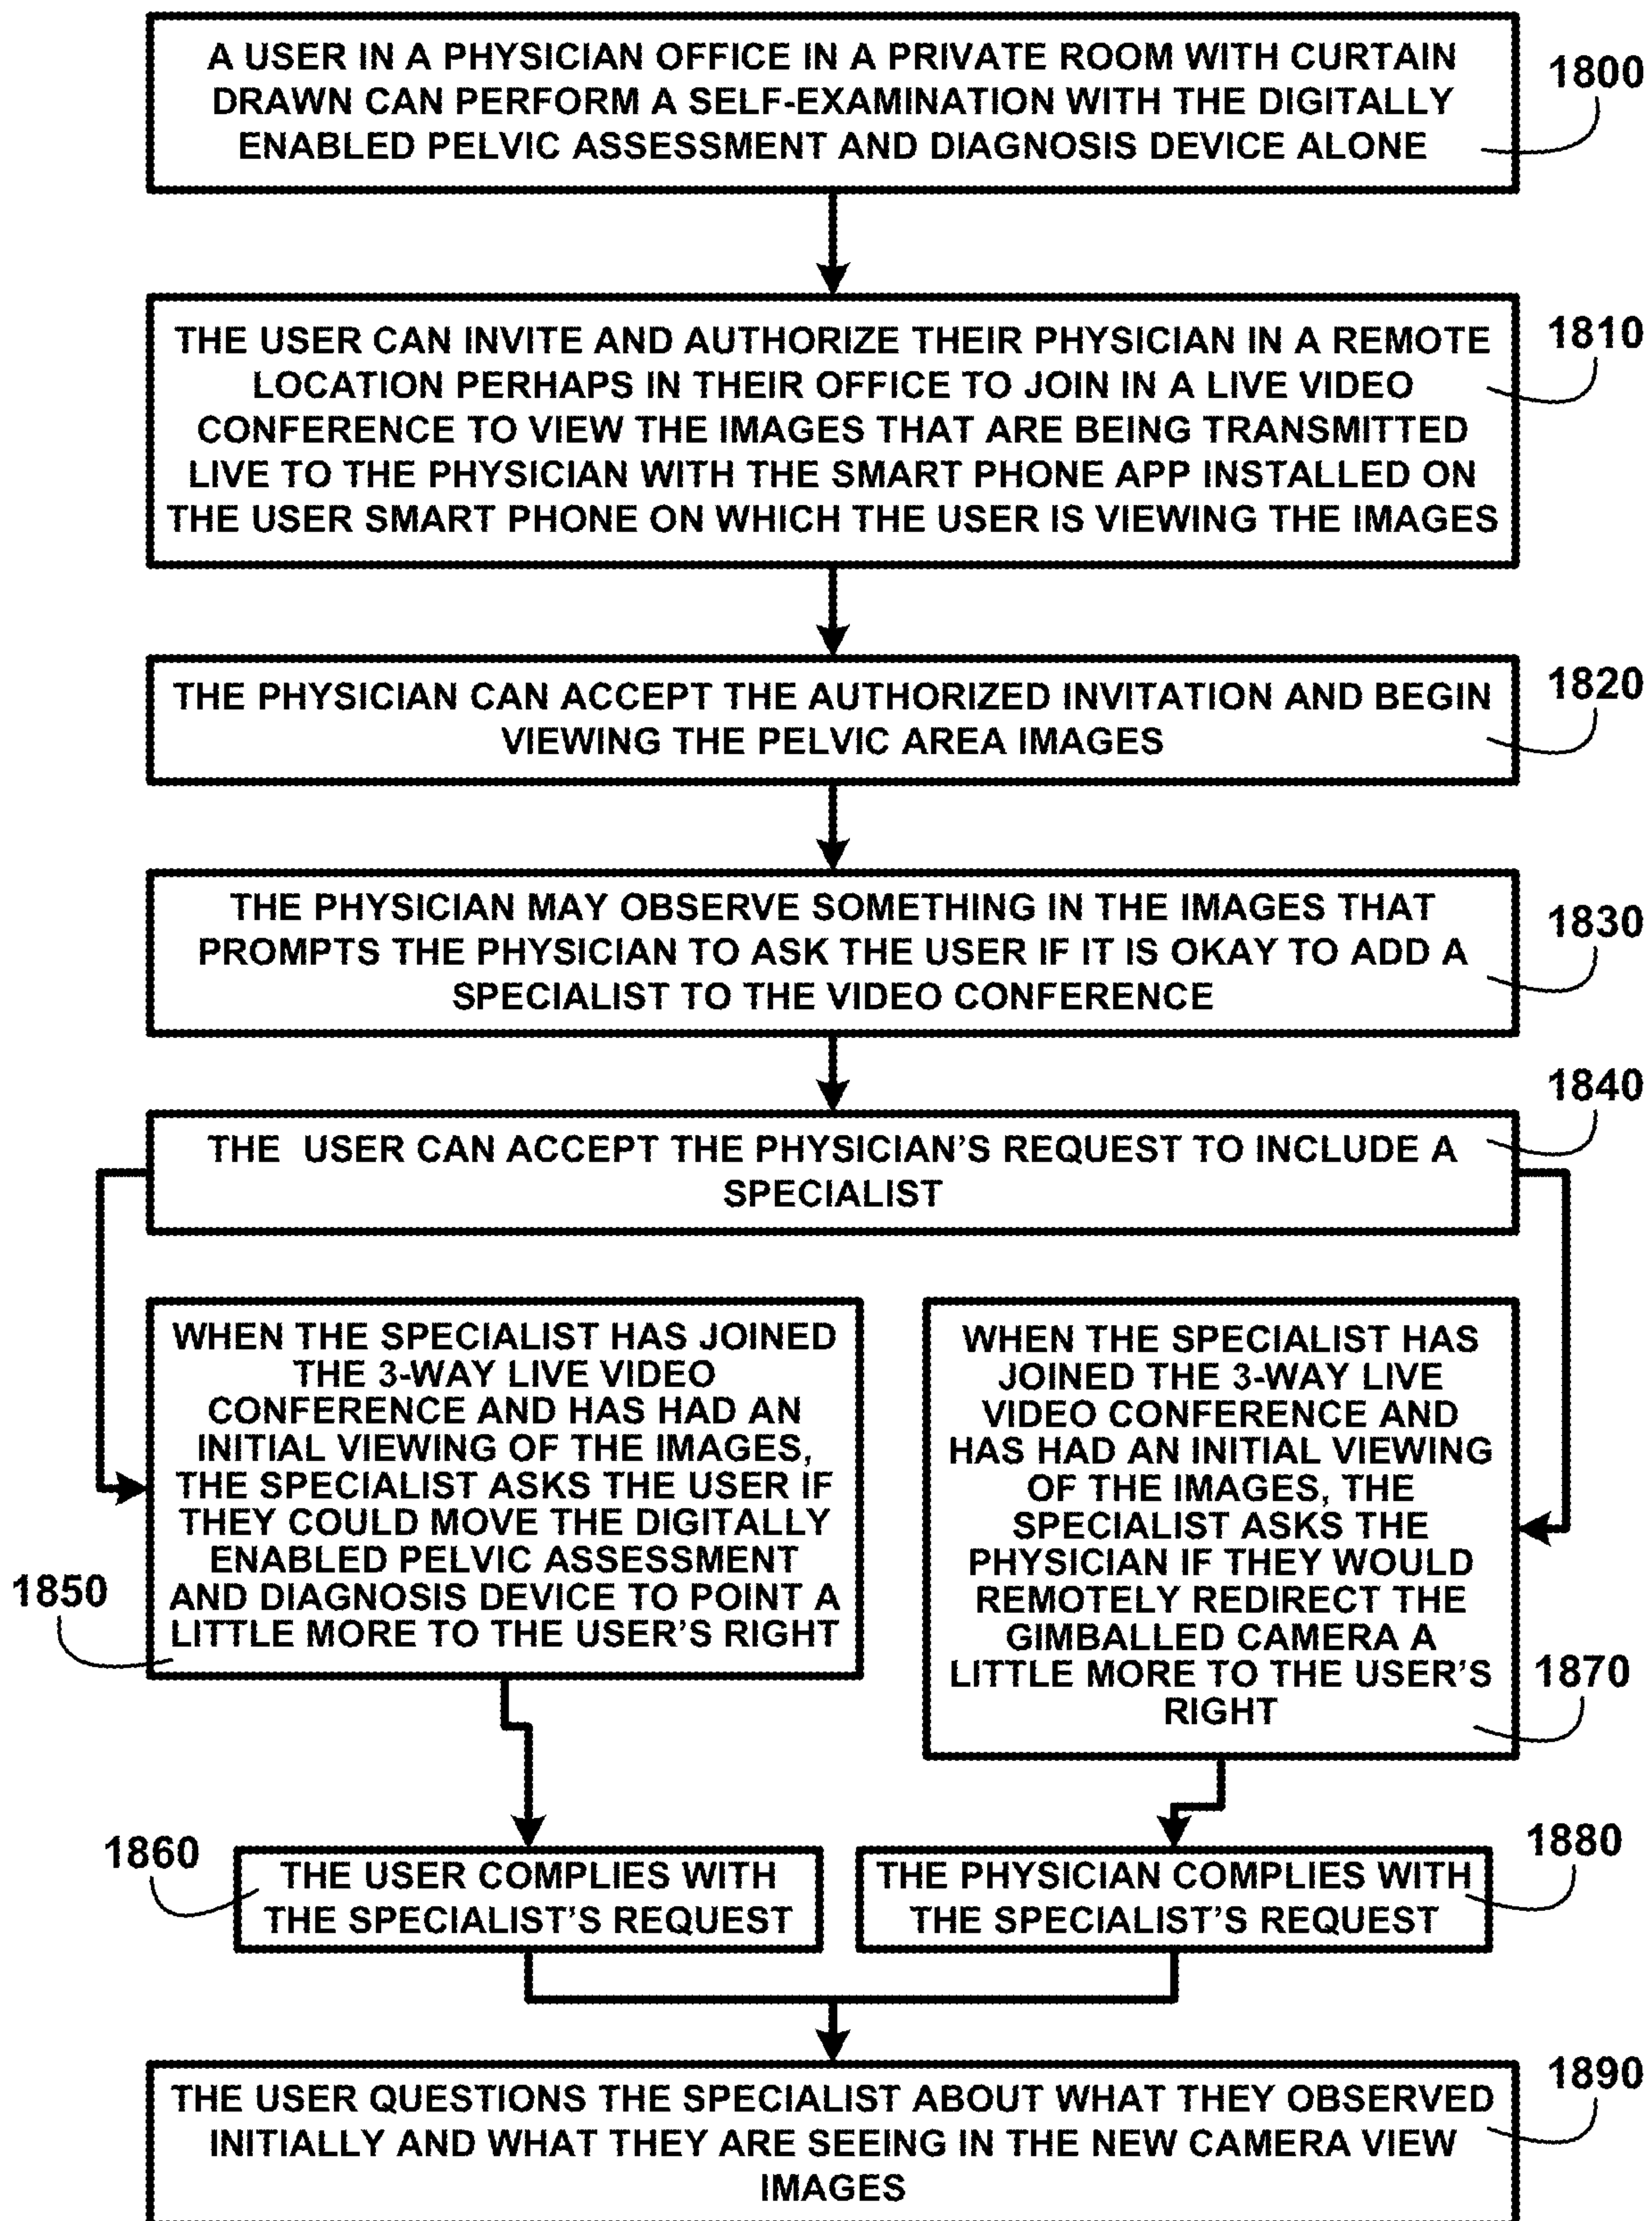 A USER IN A PHYSICIAN OFFICE IN A PRIVATE ROOM WITH CURTAIN
DRAWN CAN PERFORM A SELF-EXAMINATION WITH THE DIGITALLY
ENABLED PELVIC ASSESSMENT AND DIAGNOSIS DEVICE ALONE
1800
THE USER CAN INVITE AND AUTHORIZE THEIR PHYSICIAN IN A REMOTE
LOCATION PERHAPS IN THEIR OFFICE TO JOIN IN A LIVE VIDEO
CONFERENCE TO VIEW THE IMAGES THAT ARE BEING TRANSMITTED
LIVE TO THE PHYSICIAN WITH THE SMART PHONE APP INSTALLED ON
THE USER SMART PHONE ON WHICH THE USER IS VIEWING THE IMAGES
1810
THE PHYSICIAN CAN ACCEPT THE AUTHORIZED INVITATION AND BEGIN
VIEWING THE PELVIC AREA IMAGES
1820
THE PHYSICIAN MAY OBSERVE SOMETHING IN THE IMAGES THAT
PROMPTS THE PHYSICIAN TO ASK THE USER IF IT IS OKAY TO ADD A
SPECIALIST TO THE VIDEO CONFERENCE
1830
THE USER CAN ACCEPT THE PHYSICIAN'S REQUEST TO INCLUDE A
SPECIALIST
1840
WHEN THE SPECIALIST HAS JOINED
THE 3-WAY LIVE VIDEO
CONFERENCE AND HAS HAD AN
INITIAL VIEWING OF THE IMAGES,
THE SPECIALIST ASKS THE USER IF
THEY COULD MOVE THE DIGITALLY
ENABLED PELVIC ASSESSMENT
AND DIAGNOSIS DEVICE TO POINT A
LITTLE MORE TO THE USER'S RIGHT
1850
WHEN THE SPECIALIST HAS
JOINED THE 3-WAY LIVE
VIDEO CONFERENCE AND
HAS HAD AN INITIAL VIEWING
OF THE IMAGES, THE
SPECIALIST ASKS THE
PHYSICIAN IF THEY WOULD
REMOTELY REDIRECT THE
GIMBALLED CAMERA A
LITTLE MORE TO THE USER'S
RIGHT
1870
1860
THE USER COMPLIES WITH
THE SPECIALIST'S REQUEST
THE PHYSICIAN COMPLIES WITH
THE SPECIALIST'S REQUEST
1880
THE USER QUESTIONS THE SPECIALIST ABOUT WHAT THEY OBSERVED
INITIALLY AND WHAT THEY ARE SEEING IN THE NEW CAMERA VIEW
IMAGES
1890